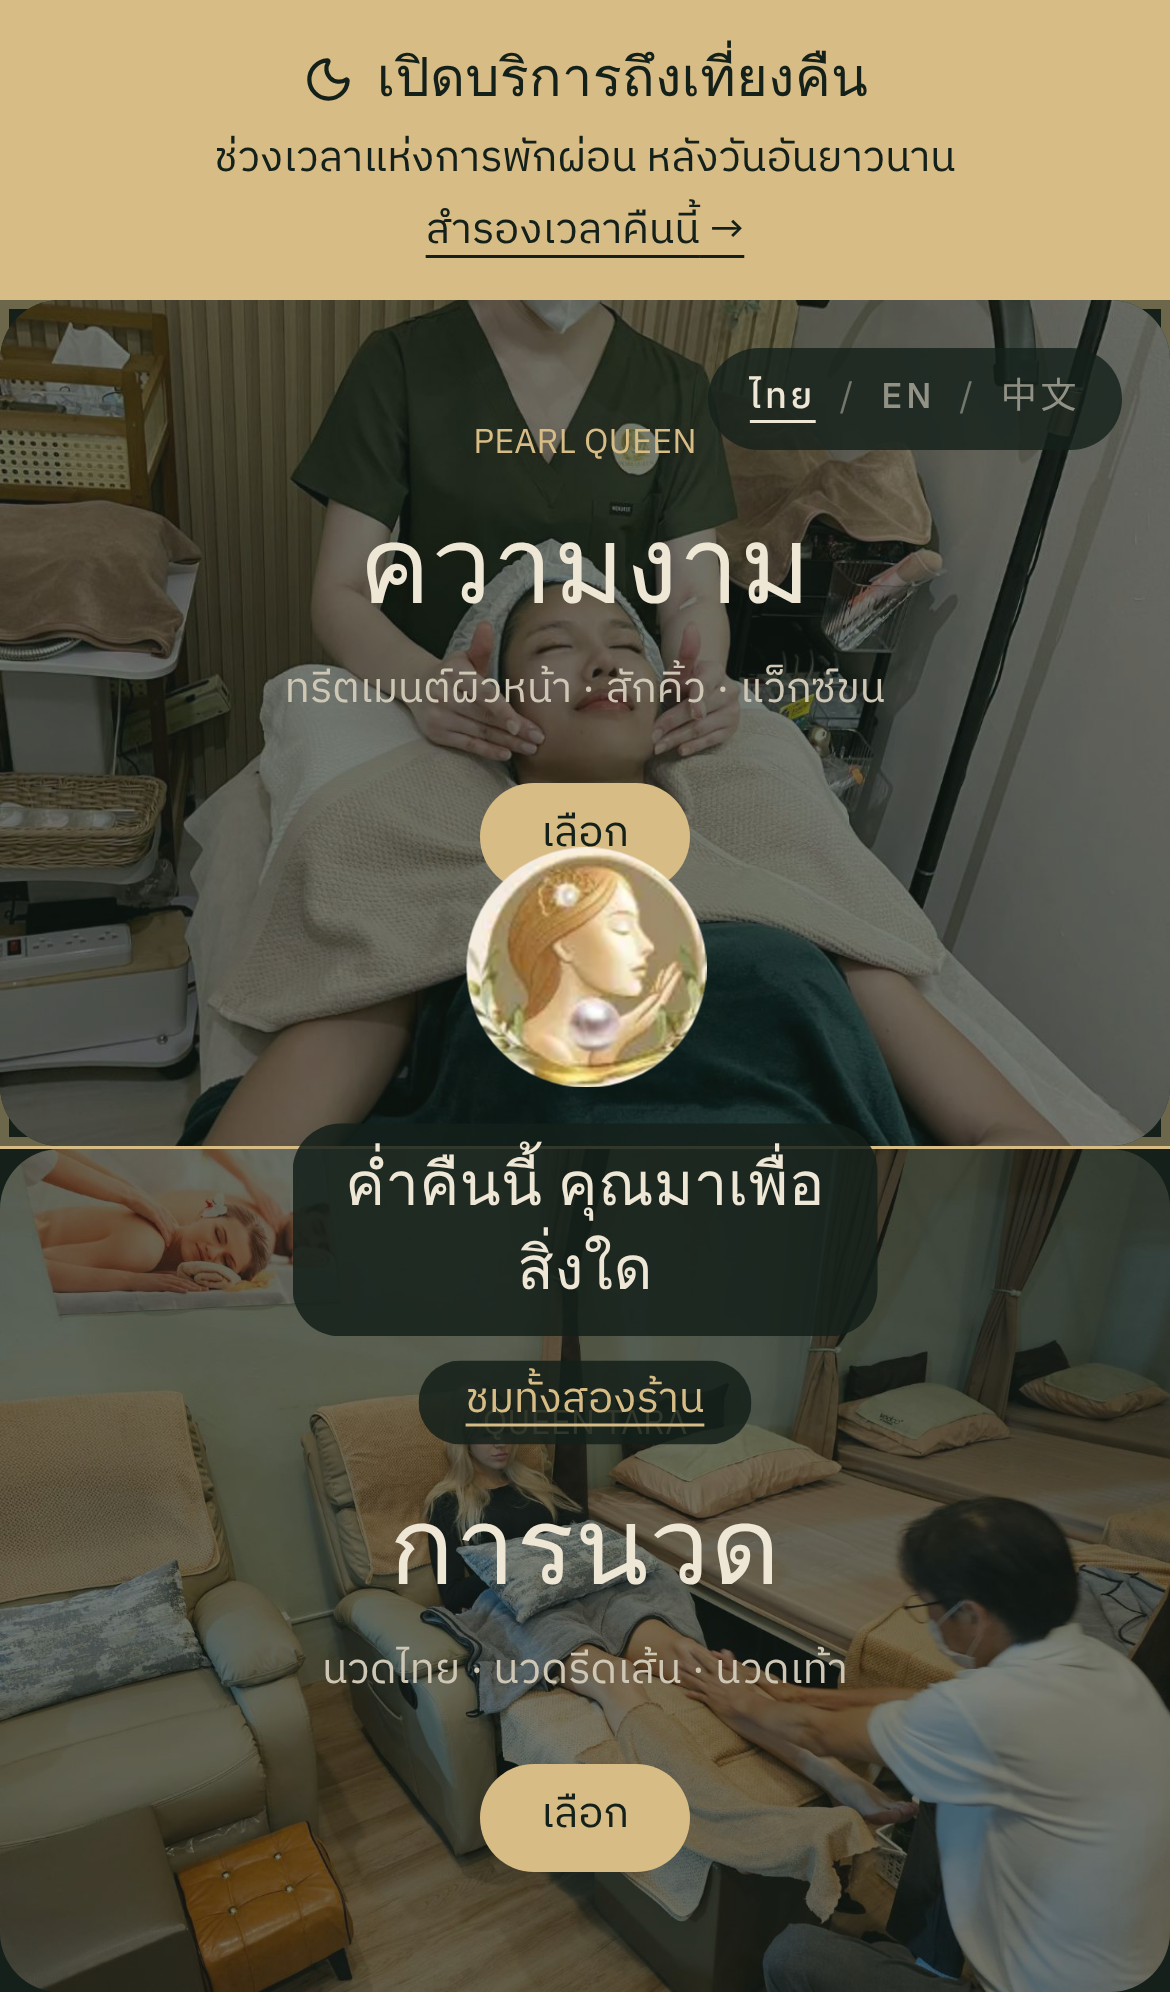 เปิดบริการถึงเที่ยงคืน
ช่วงเวลาแห่งการพักผ่อน หลังวันอันยาวนาน
สำรองเวลาคืนนี้ →
ไทย / EN / 中文
PEARL QUEEN
ความงาม
ทรีตเมนต์ผิวหน้า · สักคิ้ว · แว็กซ์ขน
เลือก
ค่ำคืนนี้ คุณมาเพื่อ
สิ่งใด
ชมทั้งสองร้าน
QUEEN TARA
การนวด
นวดไทย · นวดรีดเส้น · นวดเท้า
เลือก